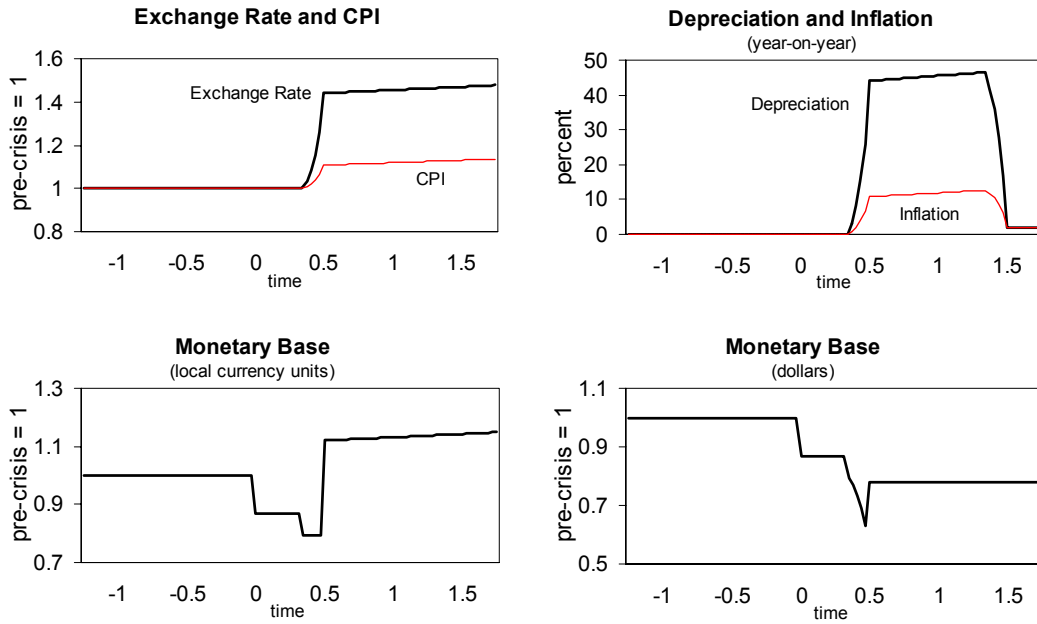 Exchange Rate and CPI
pre-crisis = 1
1.6
1.4
1.2
1
0.8
Exchange Rate
CPI
-1
-0.5
0
0.5
1
1.5
time
Depreciation and Inflation
(year-on-year)
percent
50
40
30
20
10
0
Depreciation
Inflation
-1
-0.5
0
0.5
1
1.5
time
Monetary Base
(local currency units)
pre-crisis = 1
1.3
1.1
0.9
0.7
-1
-0.5
0
0.5
1
1.5
time
Monetary Base
(dollars)
pre-crisis = 1
1.1
0.9
0.7
0.5
-1
-0.5
0
0.5
1
1.5
time